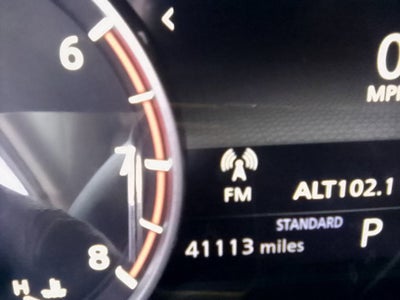 6
0
MPH
7
FM
ALT102.1
STANDARD
P
8
41113 miles
H